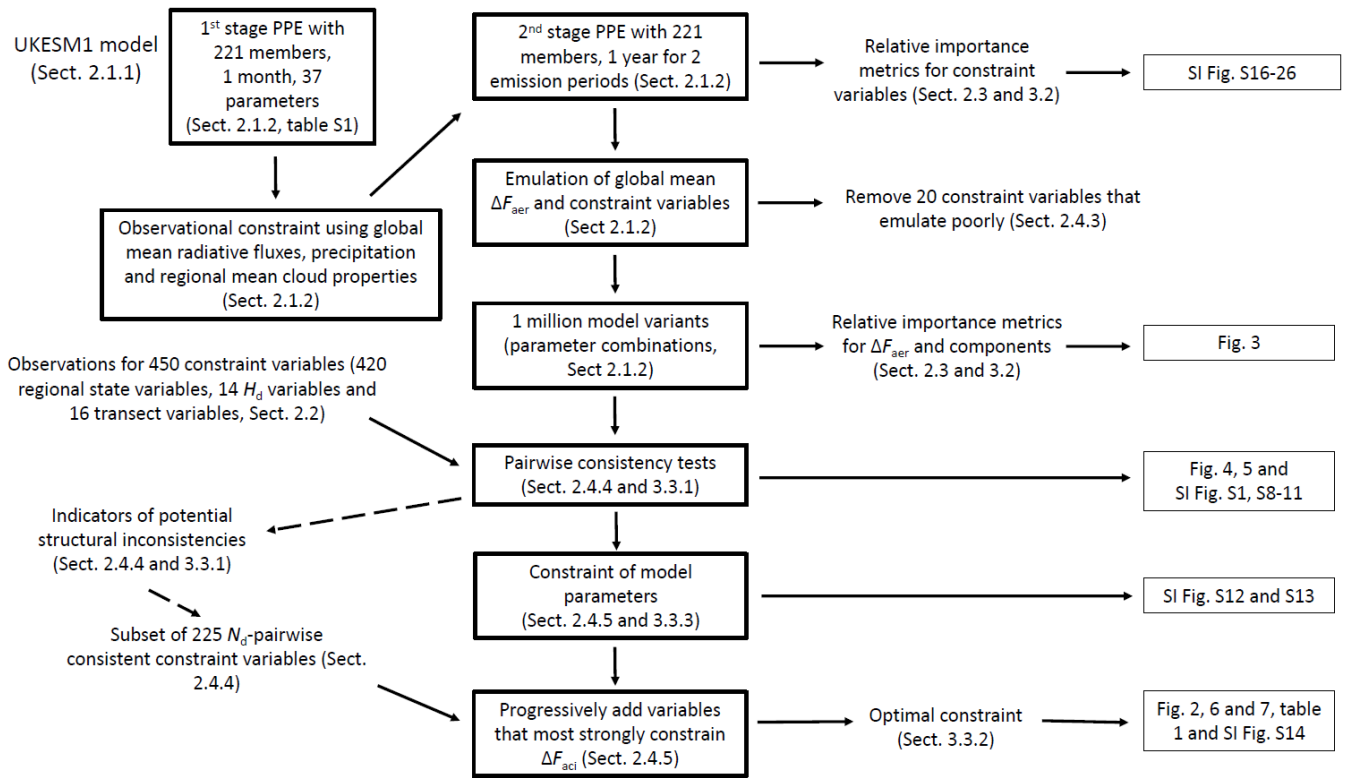 UKESM1 model
(Sect. 2.1.1)
1st stage PPE with
221 members,
1 month, 37
parameters
(Sect. 2.1.2, table S1)
2nd stage PPE with 221
members, 1 year for 2
emission periods (Sect. 2.1.2)
Relative importance
metrics for constraint
variables (Sect. 2.3 and 3.2)
SI Fig. S16-26
Observational constraint using global
mean radiative fluxes, precipitation
and regional mean cloud properties
(Sect. 2.1.2)
Emulation of global mean
ΔFaer and constraint variables
(Sect 2.1.2)
Remove 20 constraint variables that
emulate poorly (Sect. 2.4.3)
1 million model variants
(parameter combinations,
Sect 2.1.2)
Relative importance metrics
for ΔFaer and components
(Sect. 2.3 and 3.2)
Fig. 3
Observations for 450 constraint variables (420
regional state variables, 14 Hd variables and
16 transect variables, Sect. 2.2)
Pairwise consistency tests
(Sect. 2.4.4 and 3.3.1)
Fig. 4, 5 and
SI Fig. S1, S8-11
Indicators of potential
structural inconsistencies
(Sect. 2.4.4 and 3.3.1)
Constraint of model
parameters
(Sect. 2.4.5 and 3.3.3)
SI Fig. S12 and S13
Subset of 225 Nd-pairwise
consistent constraint variables (Sect.
2.4.4)
Progressively add variables
that most strongly constrain
ΔFaci (Sect. 2.4.5)
Optimal constraint
(Sect. 3.3.2)
Fig. 2, 6 and 7, table
1 and SI Fig. S14